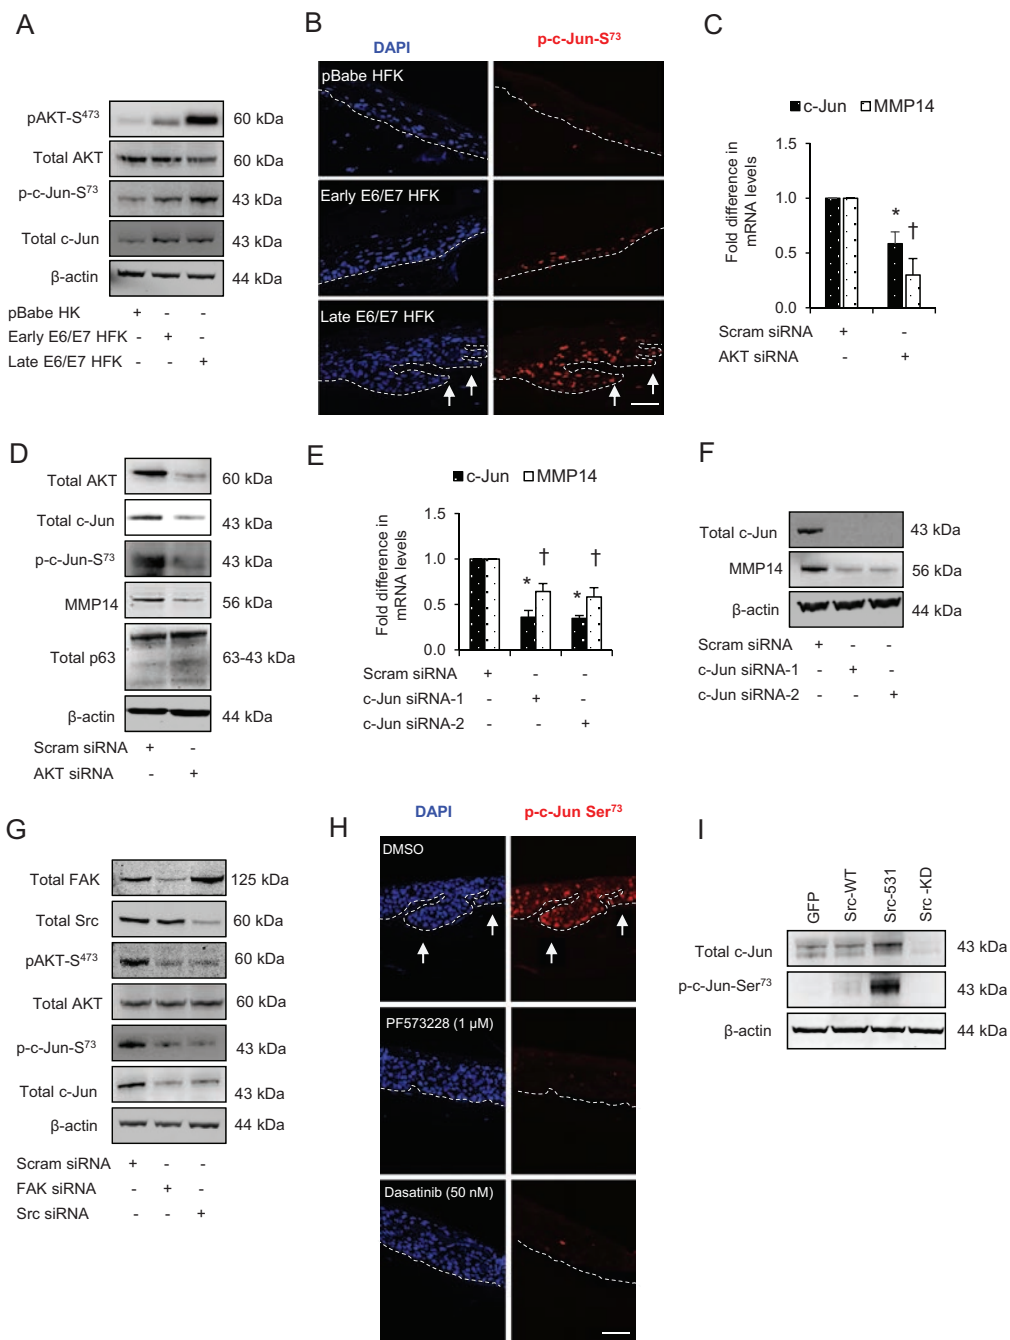 A
pAKT-S⁴⁷³ 60 kDa
Total AKT 60 kDa
p-c-Jun-S⁷³ 43 kDa
Total c-Jun 43 kDa
β-actin 44 kDa
pBabe HK + - -
Early E6/E7 HFK - + -
Late E6/E7 HFK - - +
B
DAPI p-c-Jun-S⁷³
pBabe HFK
Early E6/E7 HFK
Late E6/E7 HFK
C
c-Jun MMP14
Fold difference in
mRNA levels
1.5
1.0
0.5
0.0
* †
Scram siRNA + -
AKT siRNA - +
D
Total AKT 60 kDa
Total c-Jun 43 kDa
p-c-Jun-S⁷³ 43 kDa
MMP14 56 kDa
Total p63 63-43 kDa
β-actin 44 kDa
Scram siRNA + -
AKT siRNA - +
E
c-Jun MMP14
Fold difference in
mRNA levels
1.5
1.0
0.5
0.0
* † * †
Scram siRNA + - -
c-Jun siRNA-1 - + -
c-Jun siRNA-2 - - +
F
Total c-Jun 43 kDa
MMP14 56 kDa
β-actin 44 kDa
Scram siRNA + - -
c-Jun siRNA-1 - + -
c-Jun siRNA-2 - - +
G
Total FAK 125 kDa
Total Src 60 kDa
pAKT-S⁴⁷³ 60 kDa
Total AKT 60 kDa
p-c-Jun-S⁷³ 43 kDa
Total c-Jun 43 kDa
β-actin 44 kDa
Scram siRNA + - -
FAK siRNA - + -
Src siRNA - - +
H
DAPI p-c-Jun Ser⁷³
DMSO
PF573228 (1 μM)
Dasatinib (50 nM)
I
GFP Src-WT Src-531 Src -KD
Total c-Jun 43 kDa
p-c-Jun-Ser⁷³ 43 kDa
β-actin 44 kDa